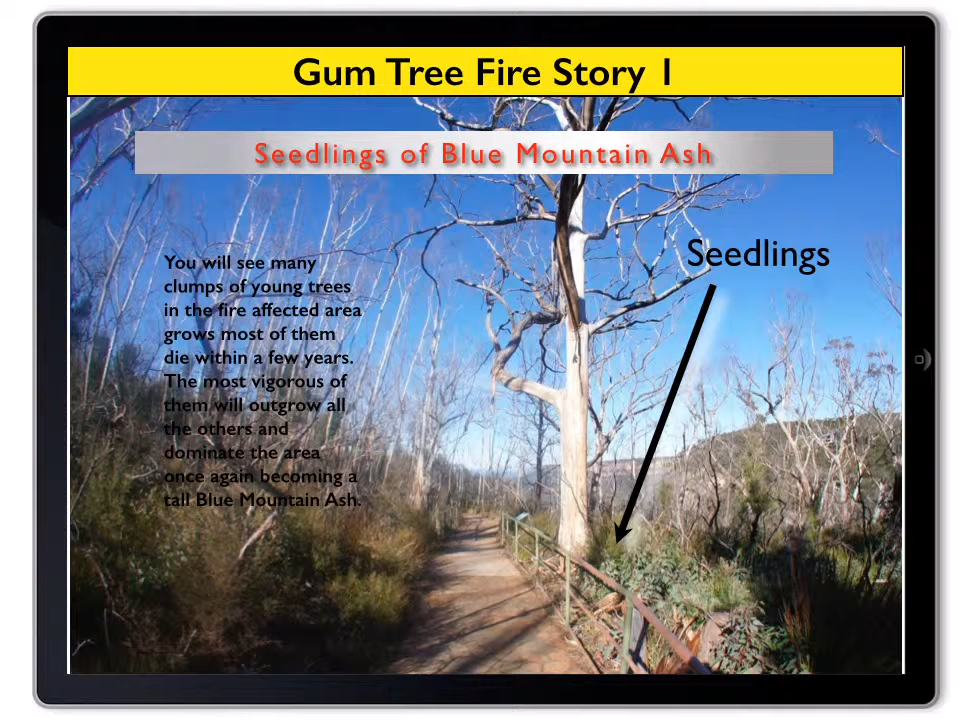 Gum Tree Fire Story 1
Seedlings of Blue Mountain Ash
Seedlings
You will see many
clumps of young trees
in the fire affected area
grows most of them
die within a few years.
The most vigorous of
them will outgrow all
the others and
dominate the area
once again becoming a
tall Blue Mountain Ash.